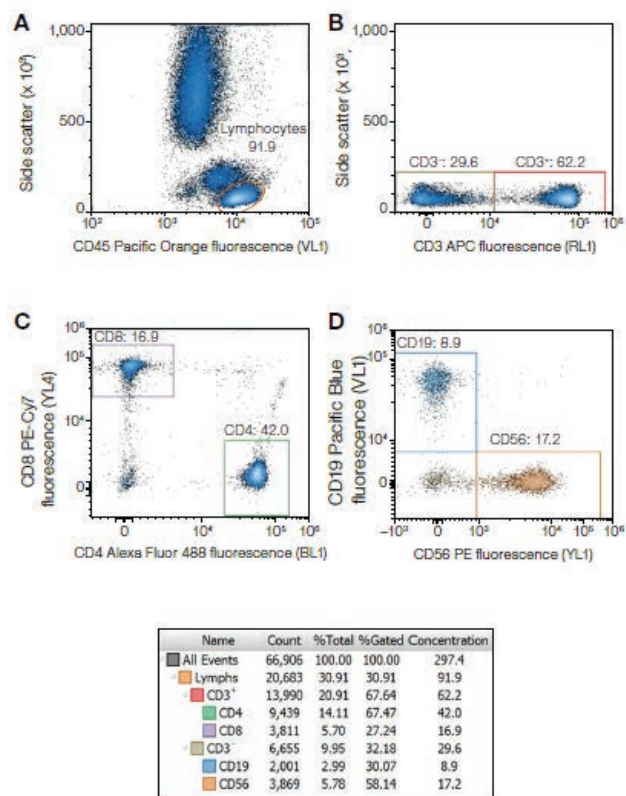 A
1,000
500
0
Side scatter (x 10³)
Lymphocytes
91.9
10² 10³ 10⁴ 10⁵
CD45 Pacific Orange fluorescence (VL1)
B
1,000
500
0
Side scatter (x 10³,
CD3⁻: 29.6
CD3⁺: 62.2
0 10⁴ 10⁵ 10⁶
CD3 APC fluorescence (RL1)
C
10⁶
10⁵
10⁴
0
CD8 PE-Cy7
fluorescence (YL4)
CD8: 16.9
CD4: 42.0
0 10⁴ 10⁵ 10⁶
CD4 Alexa Fluor 488 fluorescence (BL1)
D
10⁵
10⁴
10³
0
CD19 Pacific Blue
fluorescence (VL1)
CD19: 8.9
CD56: 17.2
-10³ 0 10³ 10⁴ 10⁵ 10⁶
CD56 PE fluorescence (YL1)
Name Count %Total %Gated Concentration
All Events 66,906 100.00 100.00 297.4
Lymphs 20,683 30.91 30.91 91.9
CD3⁺ 13,990 20.91 67.64 62.2
CD4 9,439 14.11 67.47 42.0
CD8 3,811 5.70 27.24 16.9
CD3⁻ 6,655 9.95 32.18 29.6
CD19 2,001 2.99 30.07 8.9
CD56 3,869 5.78 58.14 17.2